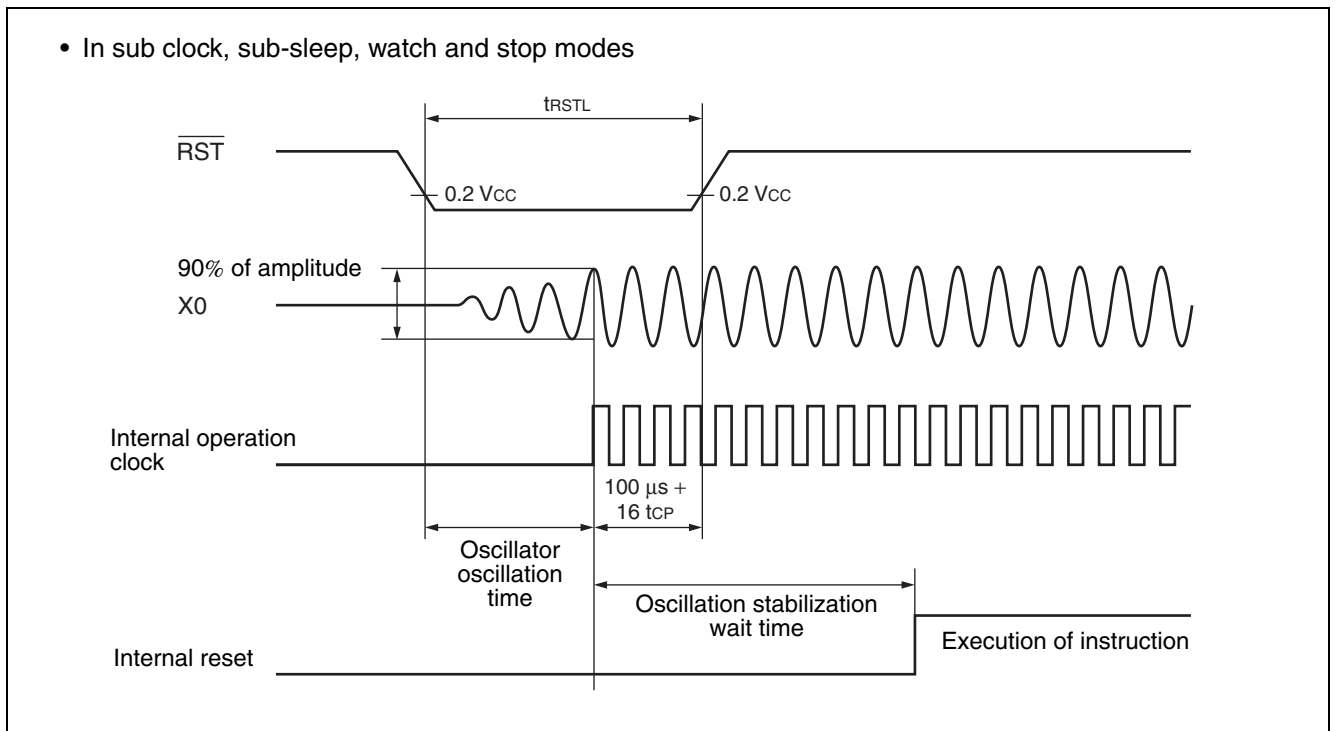 • In sub clock, sub-sleep, watch and stop modes
tRSTL
RST
0.2 VCC
0.2 VCC
90% of amplitude
X0
Internal operation
clock
100 μs +
16 tCP
Oscillator
oscillation
time
Oscillation stabilization
wait time
Execution of instruction
Internal reset